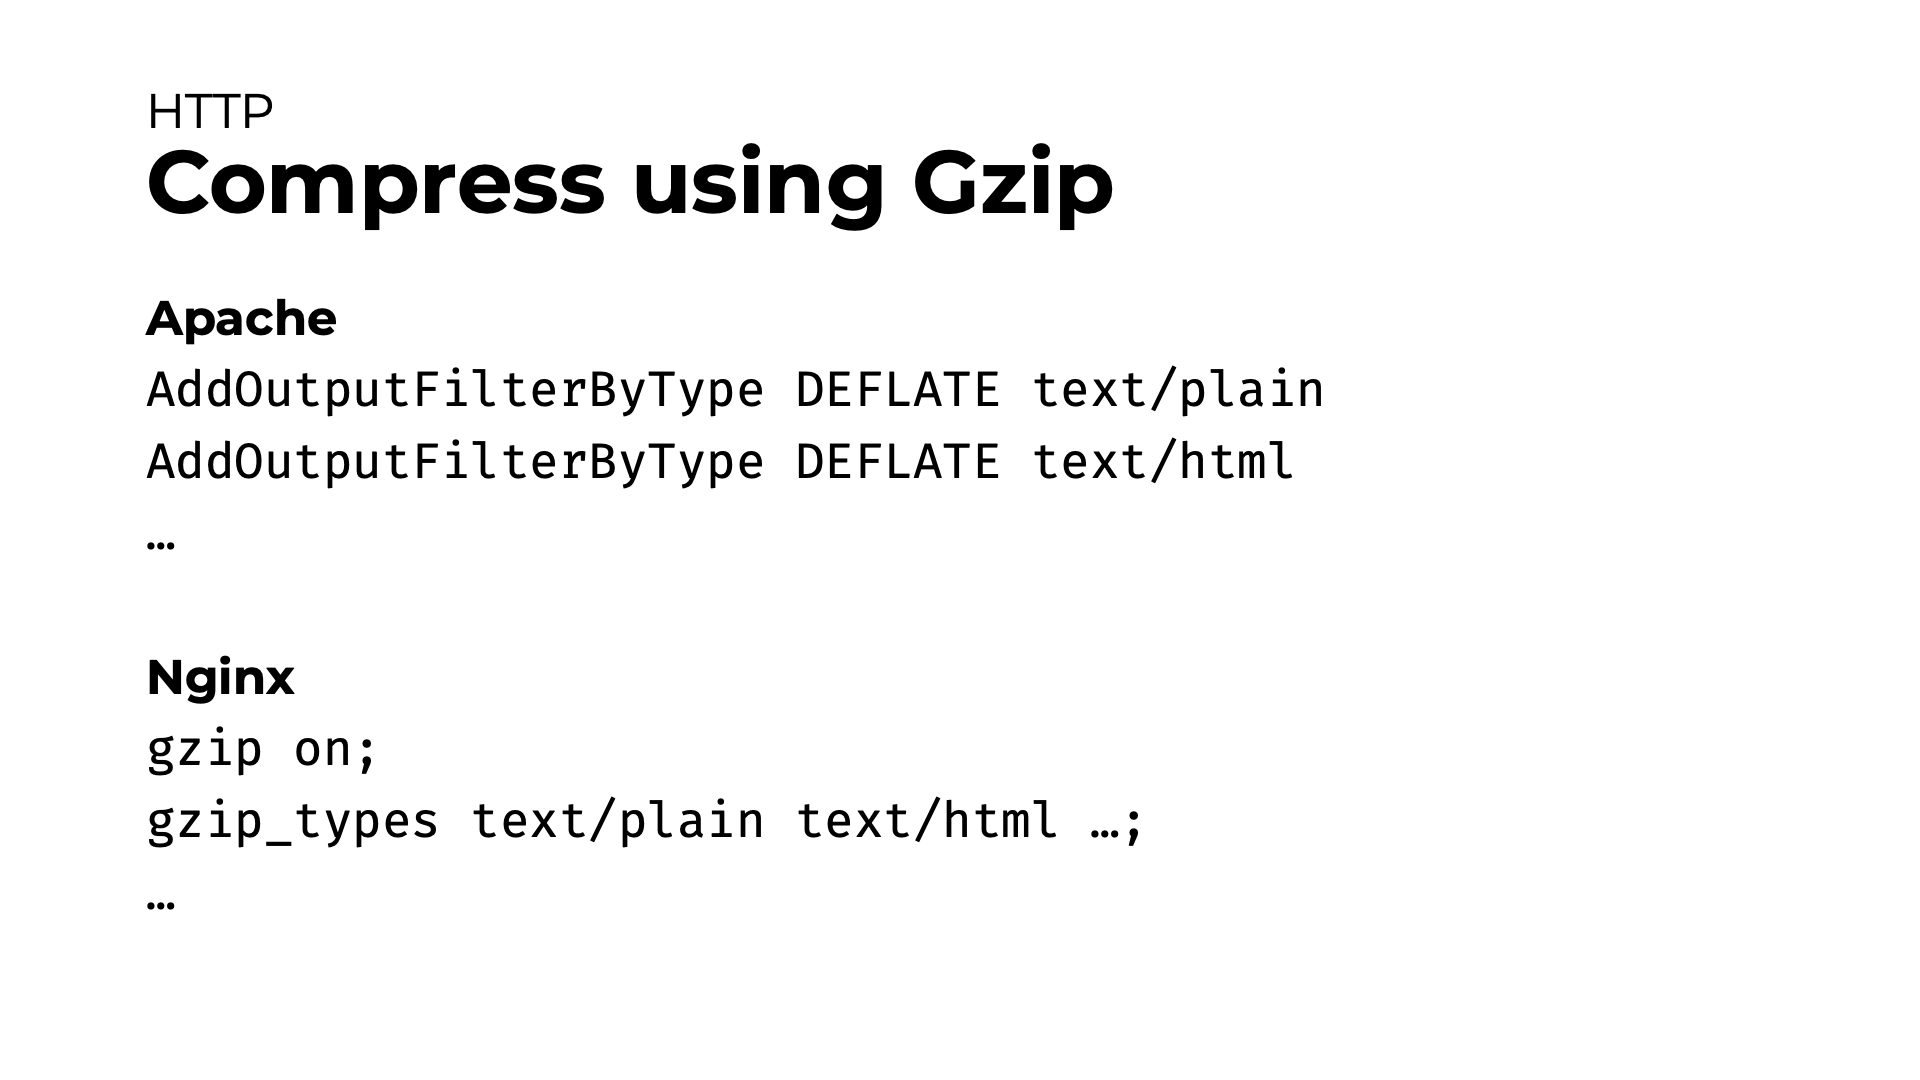 HTTP
Compress using Gzip
Apache
AddOutputFilterByType DEFLATE text/plain
AddOutputFilterByType DEFLATE text/html
…
Nginx
gzip on;
gzip_types text/plain text/html …;
…